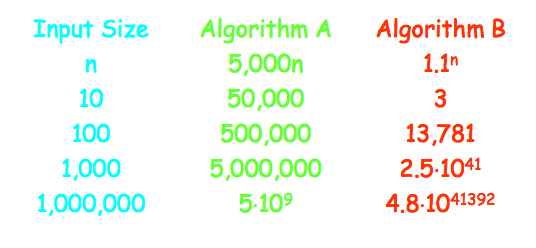 Input Size Algorithm A Algorithm B
n 5,000n 1.1ⁿ
10 50,000 3
100 500,000 13,781
1,000 5,000,000 2.5·10⁴¹
1,000,000 5·10⁹ 4.8·10⁴¹³⁹²